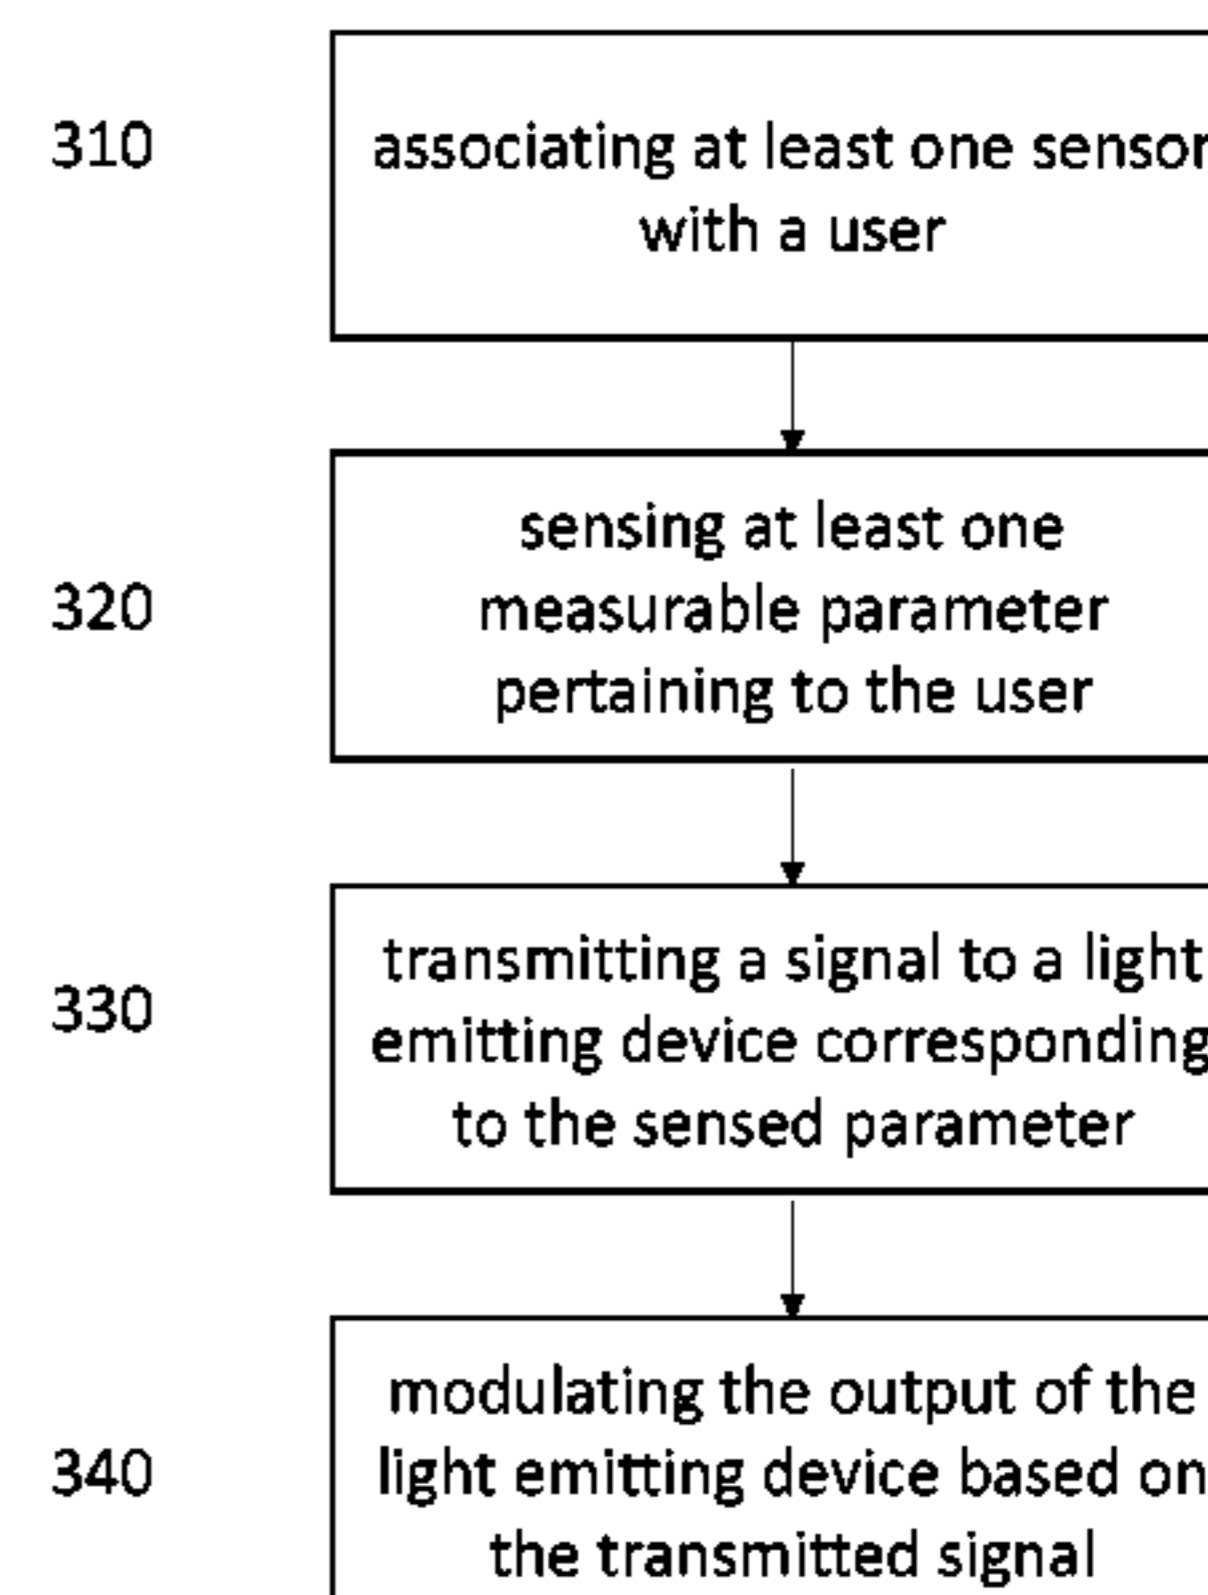 310
associating at least one sensor
with a user
320
sensing at least one
measurable parameter
pertaining to the user
330
transmitting a signal to a light
emitting device corresponding
to the sensed parameter
340
modulating the output of the
light emitting device based on
the transmitted signal